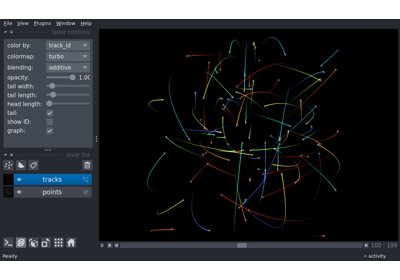 File View Plugins Window Help
layer controls
color by: track_id
colormap: turbo
blending: additive
opacity: 1.00
tail width:
tail length:
head length:
tail:
show ID:
graph:
layer list
tracks
points
0
100 199
Ready
activity